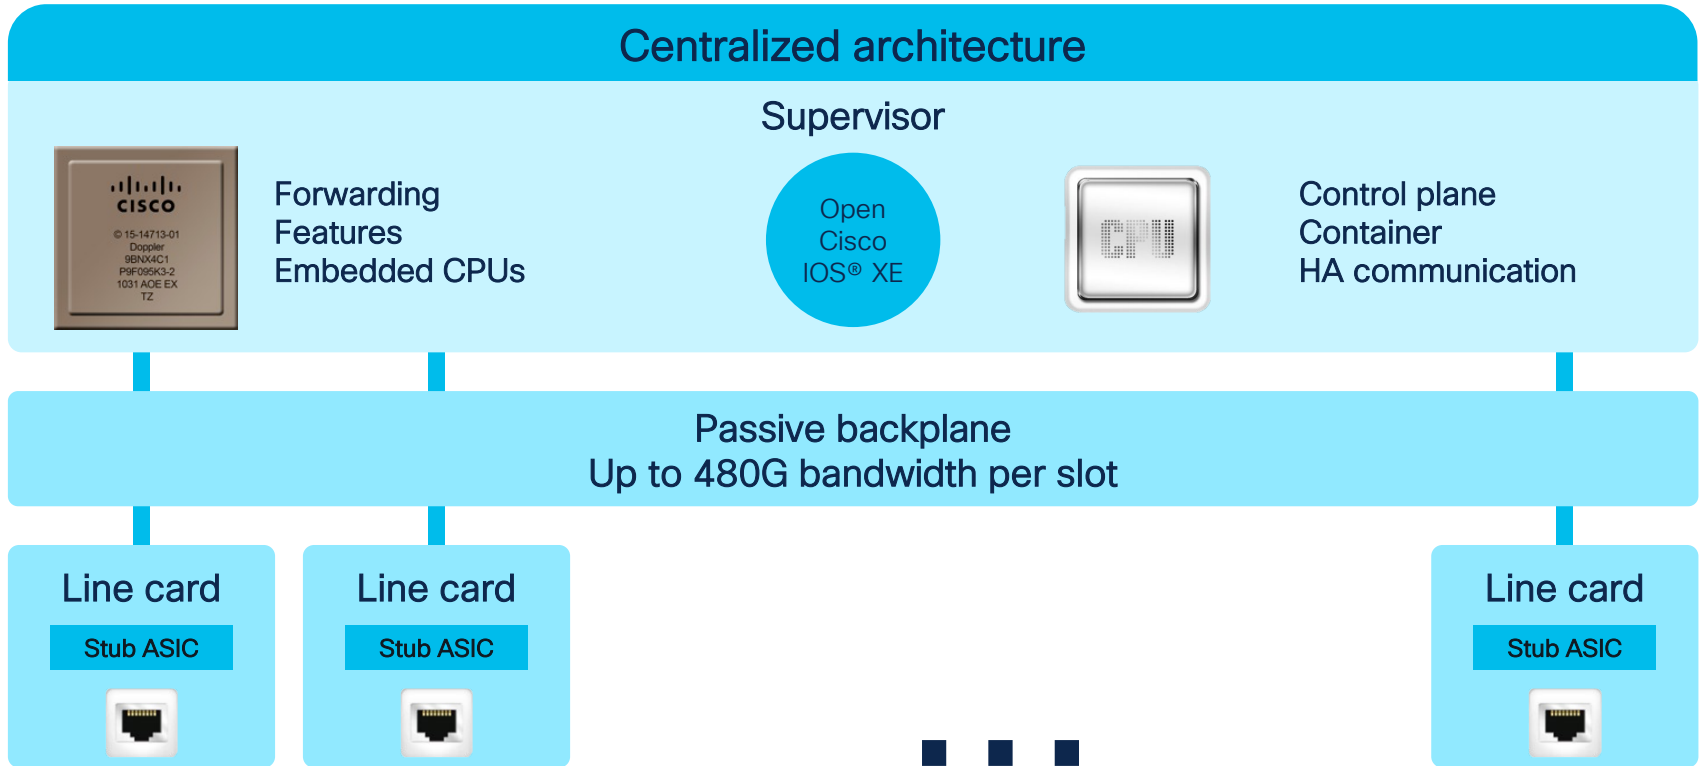 Centralized architecture
Supervisor
CISCO
© 15-14713-01
Doppler
9BNX4C1
P9F095K3-2
1031 AOE EX
TZ
Forwarding
Features
Embedded CPUs
Open
Cisco
IOS® XE
CPU
Control plane
Container
HA communication
Passive backplane
Up to 480G bandwidth per slot
Line card
Stub ASIC
Line card
Stub ASIC
Line card
Stub ASIC